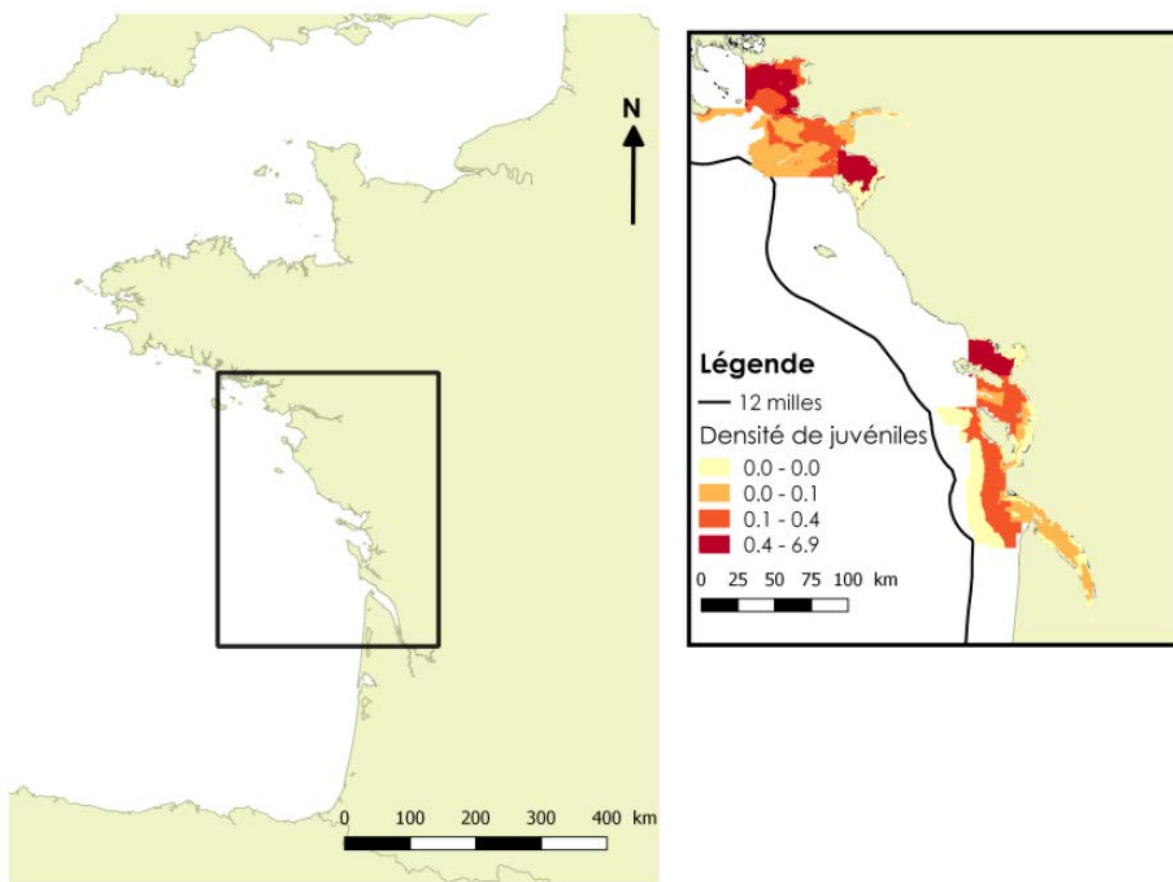 N
0 100 200 300 400 km
Légende
12 milles
Densité de juvéniles
0.0 - 0.0
0.0 - 0.1
0.1 - 0.4
0.4 - 6.9
0 25 50 75 100 km